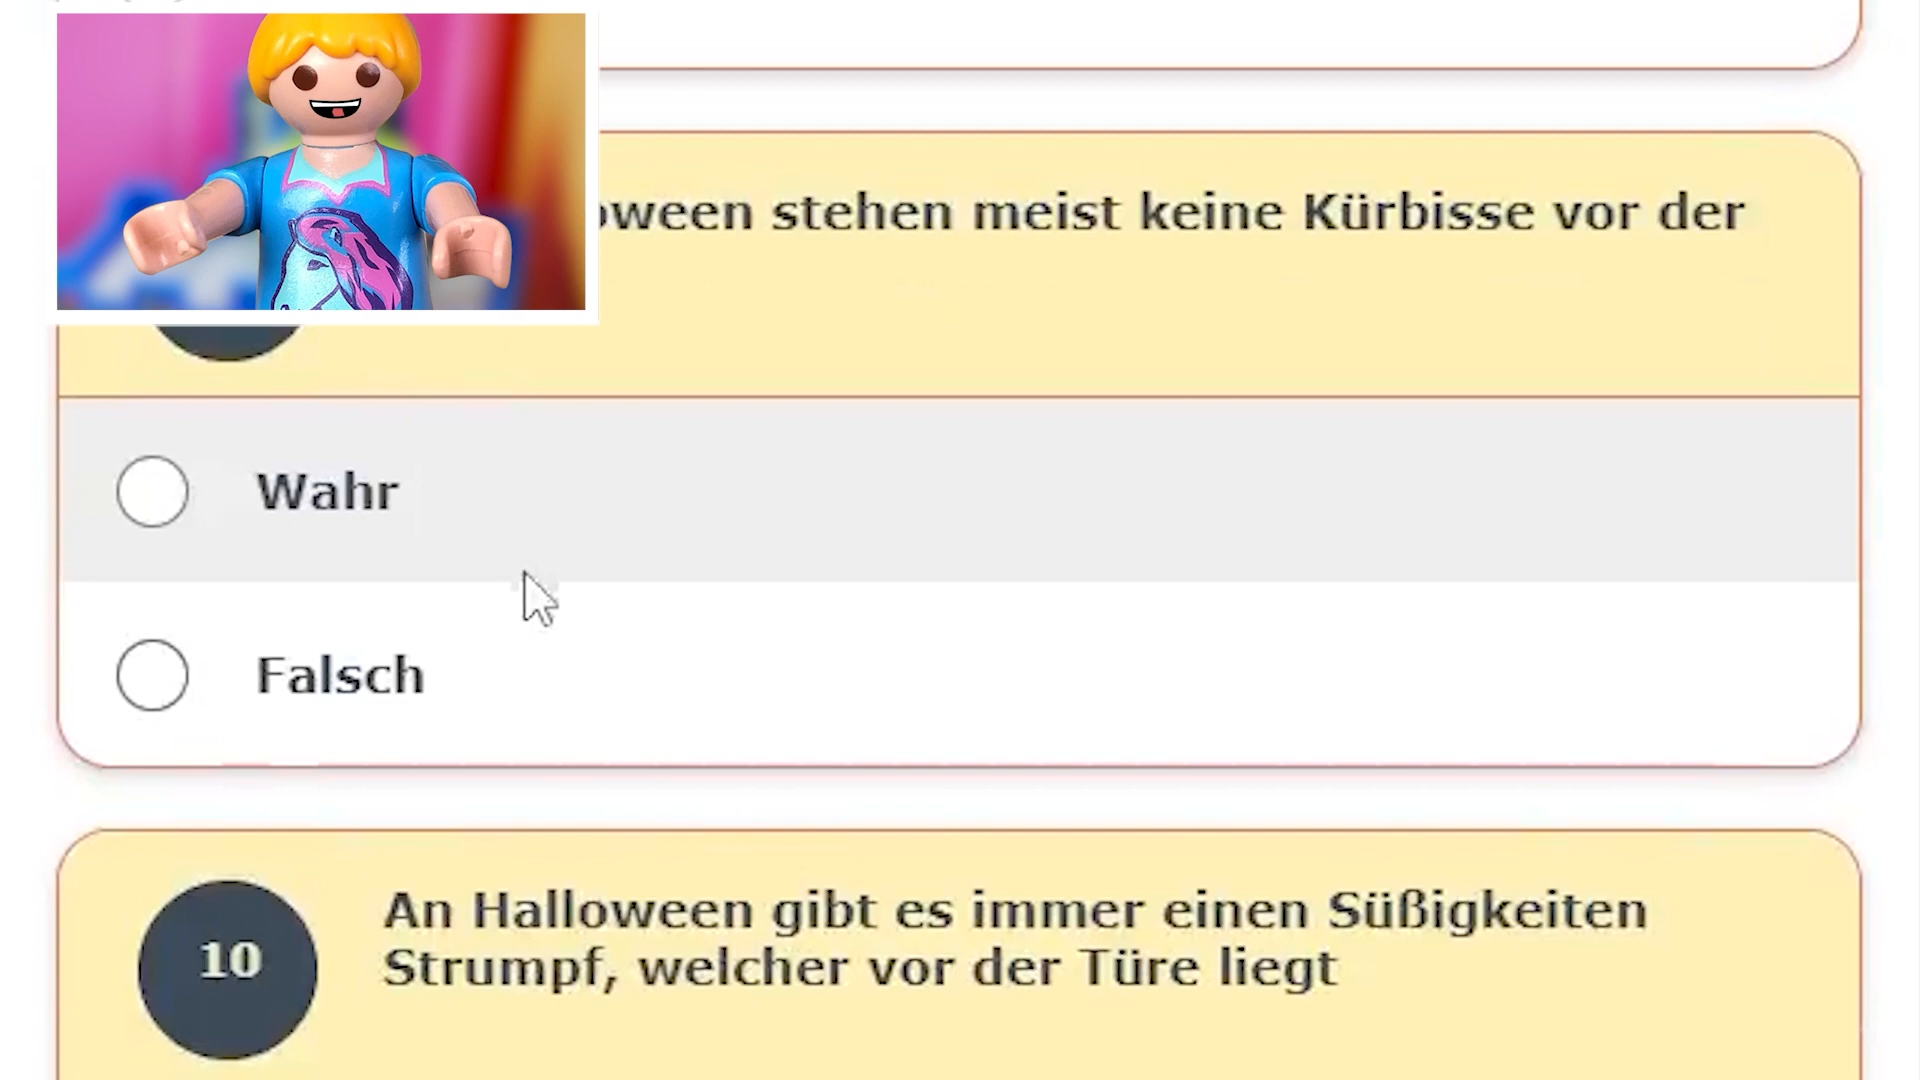 stehen meist keine Kürbisse vor der
Wahr
Falsch
10
An Halloween gibt es immer einen Süßigkeiten
Strumpf, welcher vor der Türe liegt